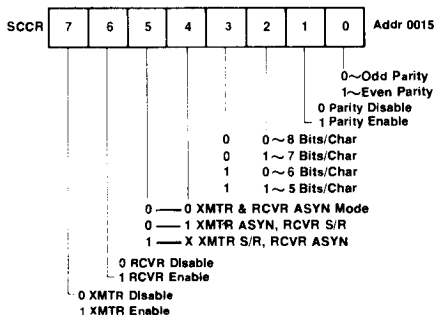 SCCR 7 6 5 4 3 2 1 0 Addr 0015
0~Odd Parity
1~Even Parity
0 Parity Disable
1 Parity Enable
0 0~8 Bits/Char
0 1~7 Bits/Char
1 0~6 Bits/Char
1 1~5 Bits/Char
0 — 0 XMTR & RCVR ASYN Mode
0 — 1 XMTR ASYN, RCVR S/R
1 — X XMTR S/R, RCVR ASYN
0 RCVR Disable
1 RCVR Enable
0 XMTR Disable
1 XMTR Enable